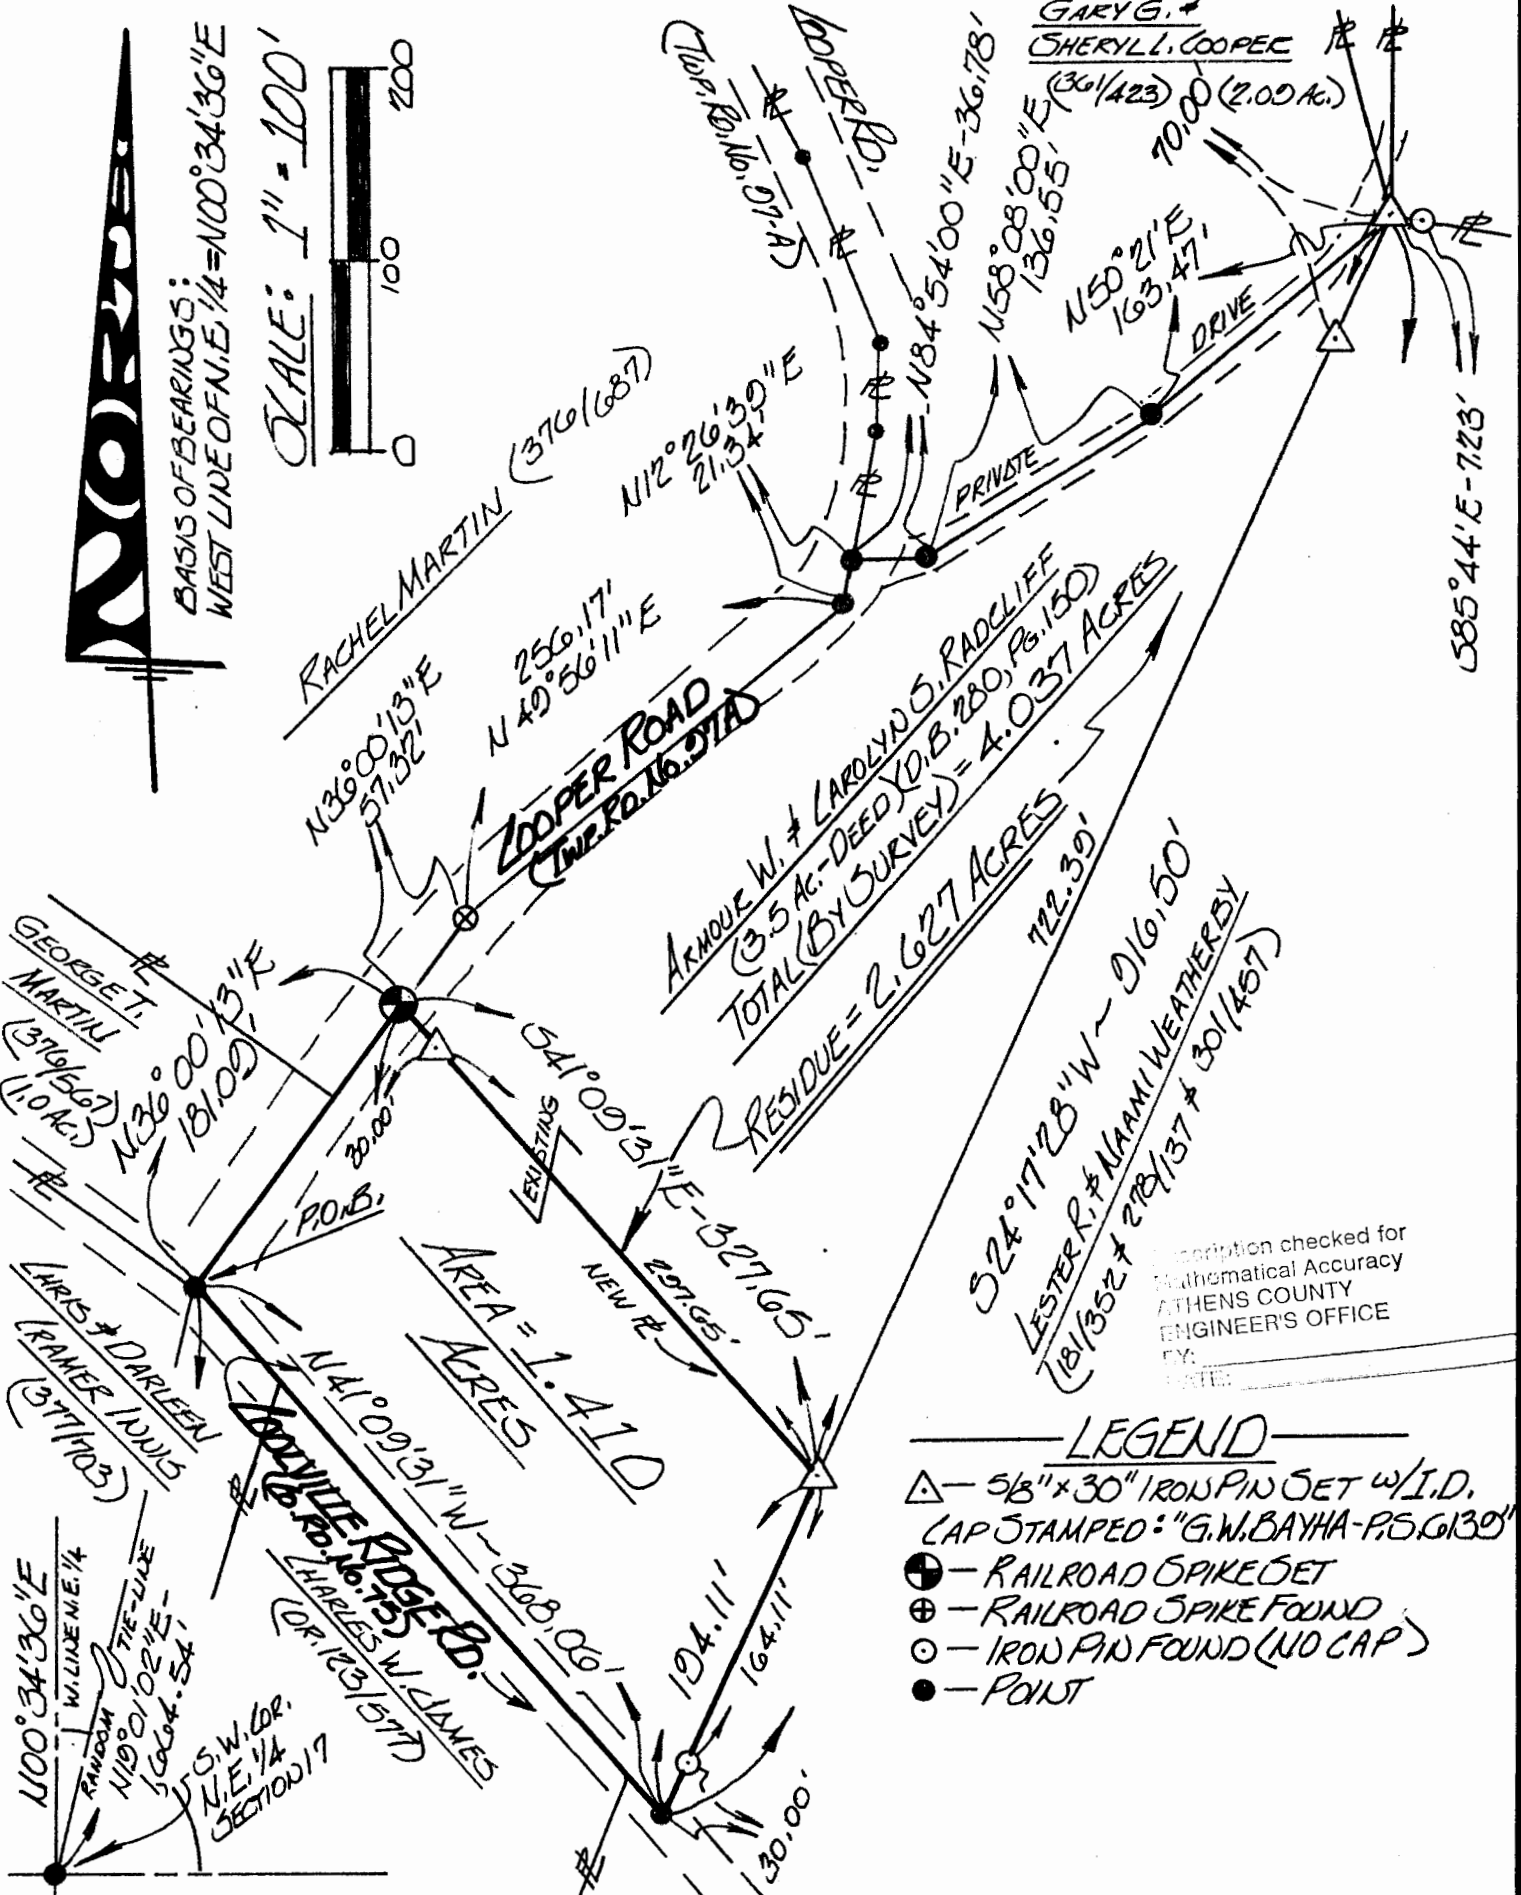 NORTH
BASIS OF BEARINGS:
WEST LINE OF N.E. 1/4 = N00°34'36"E
SCALE: 1" = 100'
0 100 200
(TWP. RD. No. 97-A)
COOPER RD.
GARY G. &
SHERYL L. COOPER
(361/423) (2.09 AC.)
70.00'
N84°54'00"E-36.78'
N58°08'00"E
136.55'
N50°21'E
163.47'
PRIVATE DRIVE
S85°44'E-7.23'
RACHEL MARTIN (376/687)
N12°26'39"E
21.34'
256.17'
N 49°56'11"E
N36°00'13"E
57.32'
COOPER ROAD
(TWP. RD. No. 97A)
ARMOUR W. & CAROLYN S. RADCLIFF
(3.5 AC.-DEED)(D.B. 280, PG. 150)
TOTAL (BY SURVEY) = 4.037 ACRES
RESIDUE = 2.627 ACRES
722.39'
S24°17'28"W ~ 916.50'
LESTER R. & NAAMI WEATHERBY
(181/352 & 278/137 & 301/457)
GEORGE T.
MARTIN
(376/567)
(1.0 AC.)
N36°00'13"E
181.09'
30.00'
P.O.B.
EXISTING
S41°09'31"E-327.65'
297.65'
NEW PL
AREA = 1.410
ACRES
CHRIS & DARLEEN
CRAMER INNIS
(377/703)
N41°09'31"W ~ 368.06'
COOLVILLE RIDGE RD.
(CO. RD. No. 75)
CHARLES W. JAMES
(OR. 123/577)
194.11'
164.11'
30.00'
N00°34'36"E
W. LINE N.E. 1/4
RANDOM TIE-LINE
N19°01'02"E-
1,664.54'
S.W. COR.
N.E. 1/4
SECTION 17
Description checked for
Mathematical Accuracy
ATHENS COUNTY
ENGINEER'S OFFICE
BY:
DATE:
LEGEND
△ — 5/8" x 30" IRON PIN SET W/I.D.
CAP STAMPED: "G.W. BAYHA-P.S. 6139"
RAILROAD SPIKE SET
⊕ — RAILROAD SPIKE FOUND
⊙ — IRON PIN FOUND (NO CAP)
● — POINT